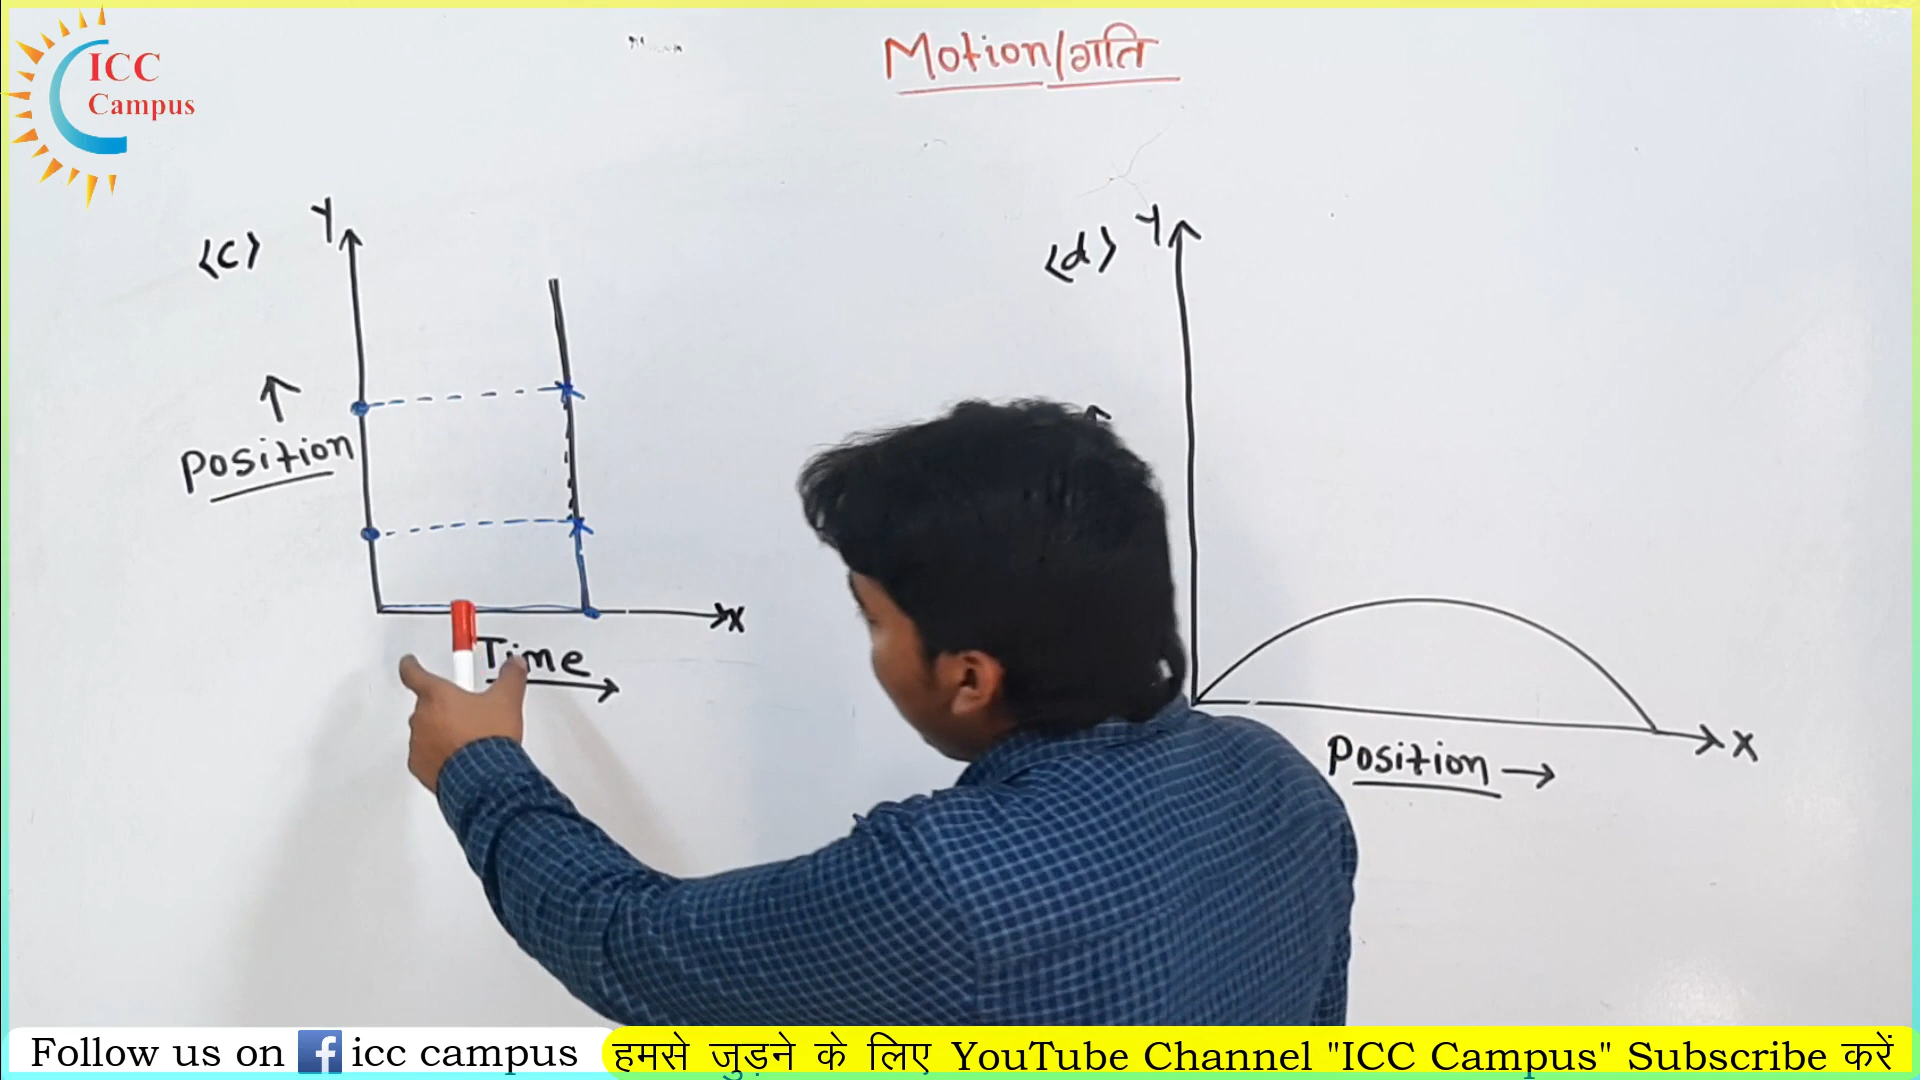 ICC
Campus
Motion/गति
<c>
Y
Position
X
Time
<d>
Y
Position
X
Follow us on f icc campus
हमसे जुड़ने के लिए YouTube Channel "ICC Campus" Subscribe करें